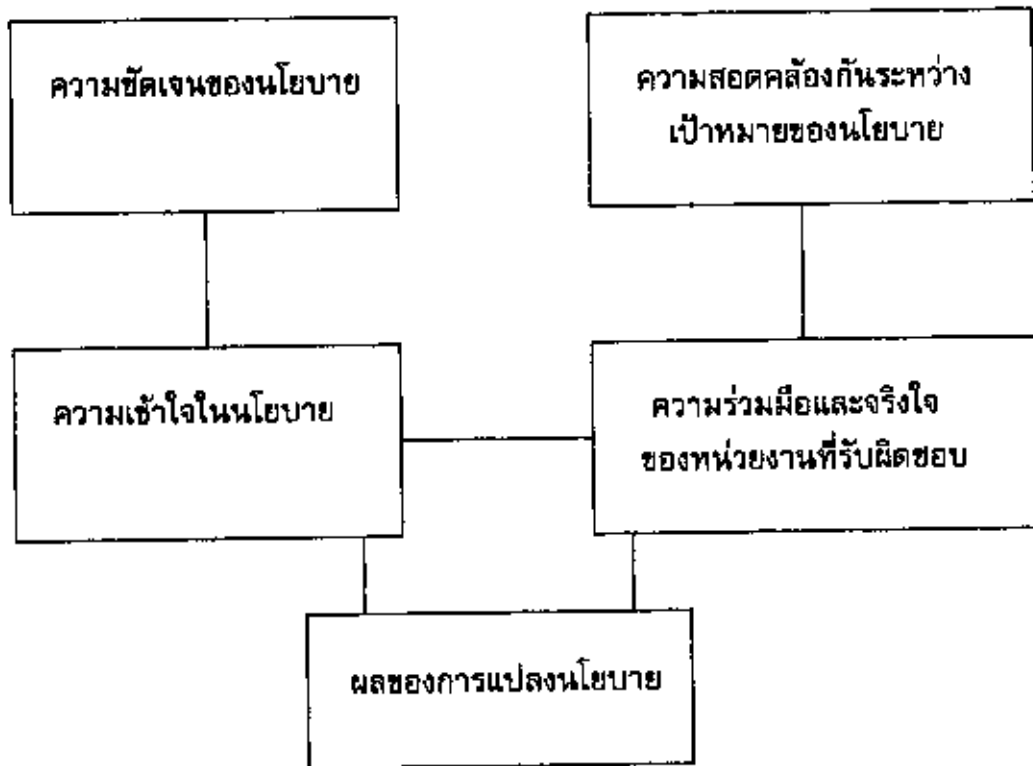 ความชัดเจนของนโยบาย
ความสอดคล้องกันระหว่าง
เป้าหมายของนโยบาย
ความเข้าใจในนโยบาย
ความร่วมมือและจริงใจ
ของหน่วยงานที่รับผิดชอบ
ผลของการแปลงนโยบาย